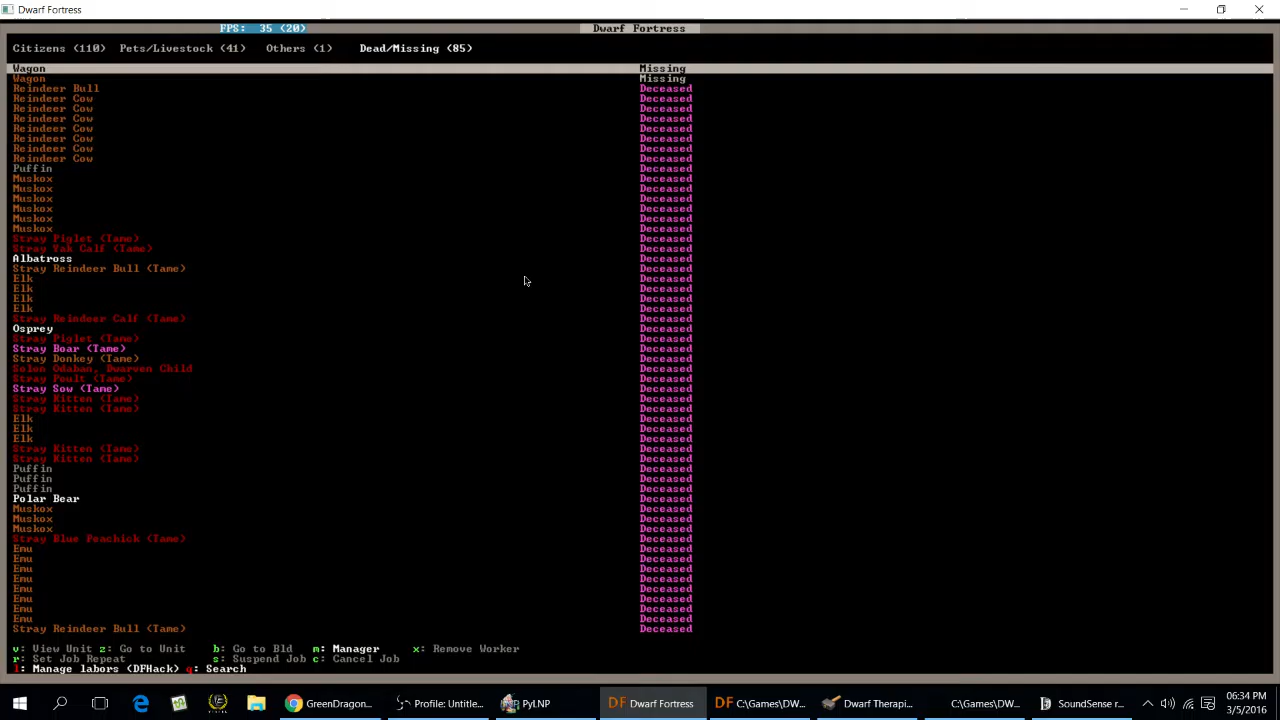 Dwarf Fortress
FPS: 35 (20) Dwarf Fortress
Citizens (110) Pets/Livestock (41) Others (1) Dead/Missing (85)
Wagon Missing
Wagon Missing
Reindeer Bull Deceased
Reindeer Cow Deceased
Reindeer Cow Deceased
Reindeer Cow Deceased
Reindeer Cow Deceased
Reindeer Cow Deceased
Reindeer Cow Deceased
Reindeer Cow Deceased
Puffin Deceased
Muskox Deceased
Muskox Deceased
Muskox Deceased
Muskox Deceased
Muskox Deceased
Muskox Deceased
Stray Piglet (Tame) Deceased
Stray Yak Calf (Tame) Deceased
Albatross Deceased
Stray Reindeer Bull (Tame) Deceased
Elk Deceased
Elk Deceased
Elk Deceased
Elk Deceased
Stray Reindeer Calf (Tame) Deceased
Osprey Deceased
Stray Piglet (Tame) Deceased
Stray Boar (Tame) Deceased
Stray Donkey (Tame) Deceased
Solon Odaban, Dwarven Child Deceased
Stray Poult (Tame) Deceased
Stray Sow (Tame) Deceased
Stray Kitten (Tame) Deceased
Stray Kitten (Tame) Deceased
Elk Deceased
Elk Deceased
Elk Deceased
Stray Kitten (Tame) Deceased
Stray Kitten (Tame) Deceased
Puffin Deceased
Puffin Deceased
Puffin Deceased
Polar Bear Deceased
Muskox Deceased
Muskox Deceased
Muskox Deceased
Stray Blue Peachick (Tame) Deceased
Emu Deceased
Emu Deceased
Emu Deceased
Emu Deceased
Emu Deceased
Emu Deceased
Emu Deceased
Emu Deceased
Stray Reindeer Bull (Tame) Deceased
v: View Unit z: Go to Unit b: Go to Bld m: Manager x: Remove Worker
r: Set Job Repeat s: Suspend Job c: Cancel Job
l: Manage labors (DFHack) q: Search
GreenDragon... Profile: Untitle... PyLNP DF Dwarf Fortress DF C:\Games\DW... Dwarf Therapi... C:\Games\DW... SoundSense r... 06:34 PM
3/5/2016